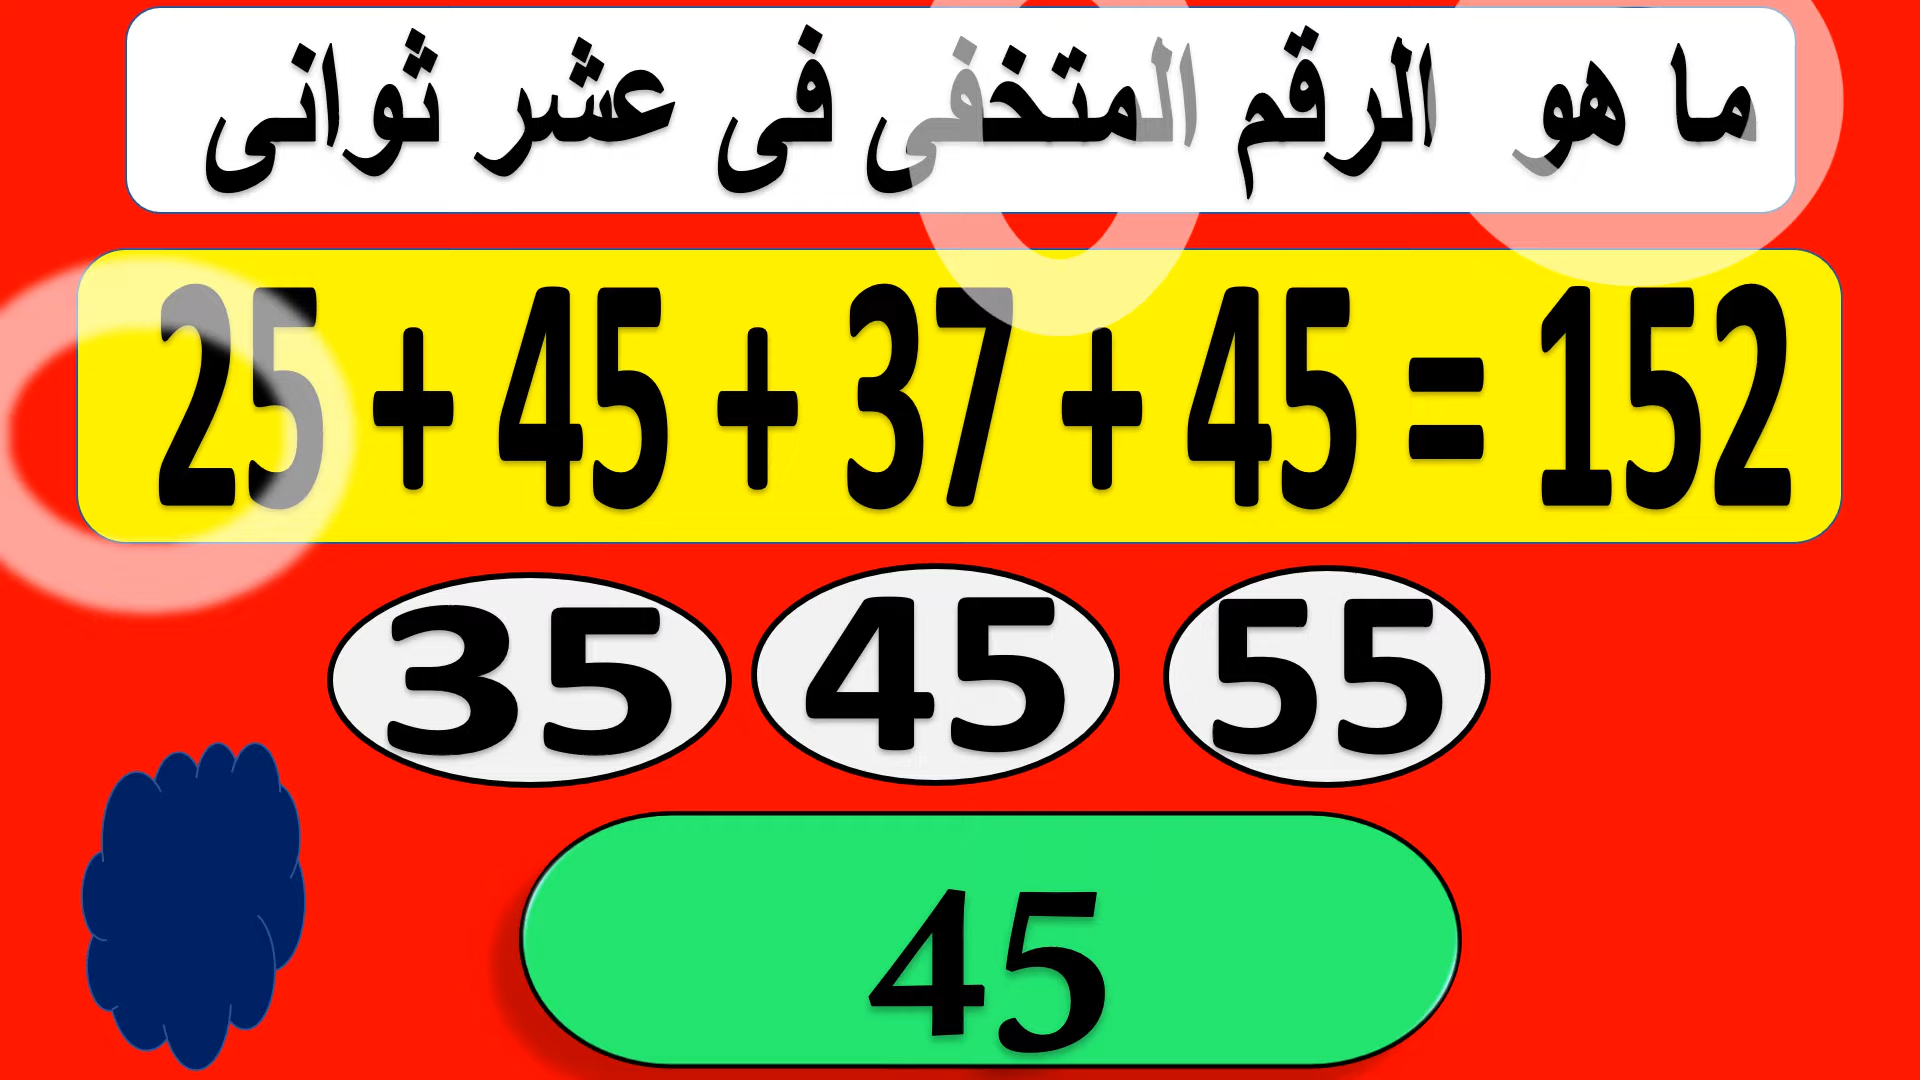 ما هو الرقم المتخفى فى عشر ثوانى
25 + 45 + 37 + 45 = 152
35 45 55
45